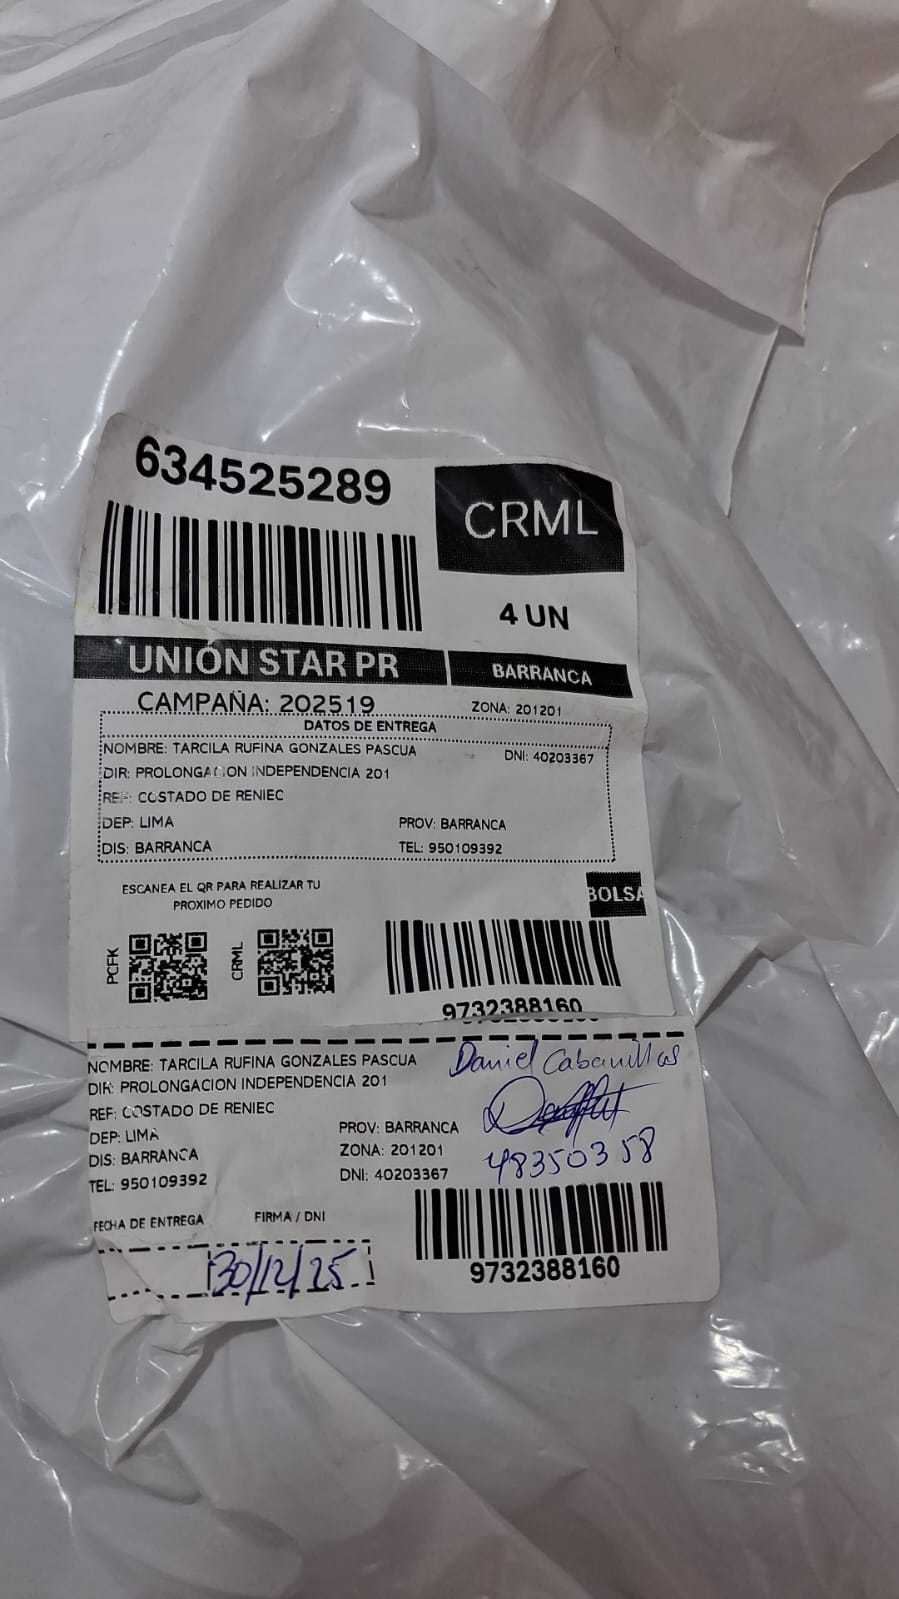 634525289
CRML
4 UN
UNIÓN STAR PR
BARRANCA
CAMPAÑA: 202519
ZONA: 201201
DATOS DE ENTREGA
NOMBRE: TARCILA RUFINA GONZALES PASCUA
DNI: 40203367
DIR: PROLONGACION INDEPENDENCIA 201
REF: COSTADO DE RENIEC
DEP: LIMA
PROV: BARRANCA
DIS: BARRANCA
TEL: 950109392
ESCANEA EL QR PARA REALIZAR TU
PROXIMO PEDIDO
BOLSA
PCFK
CRML
9732388160
NOMBRE: TARCILA RUFINA GONZALES PASCUA
Daniel Cabanillas
DIR: PROLONGACION INDEPENDENCIA 201
REF: COSTADO DE RENIEC
DEP: LIMA
PROV: BARRANCA
48350358
DIS: BARRANCA
ZONA: 201201
TEL: 950109392
DNI: 40203367
FECHA DE ENTREGA
FIRMA / DNI
30/12/25
9732388160